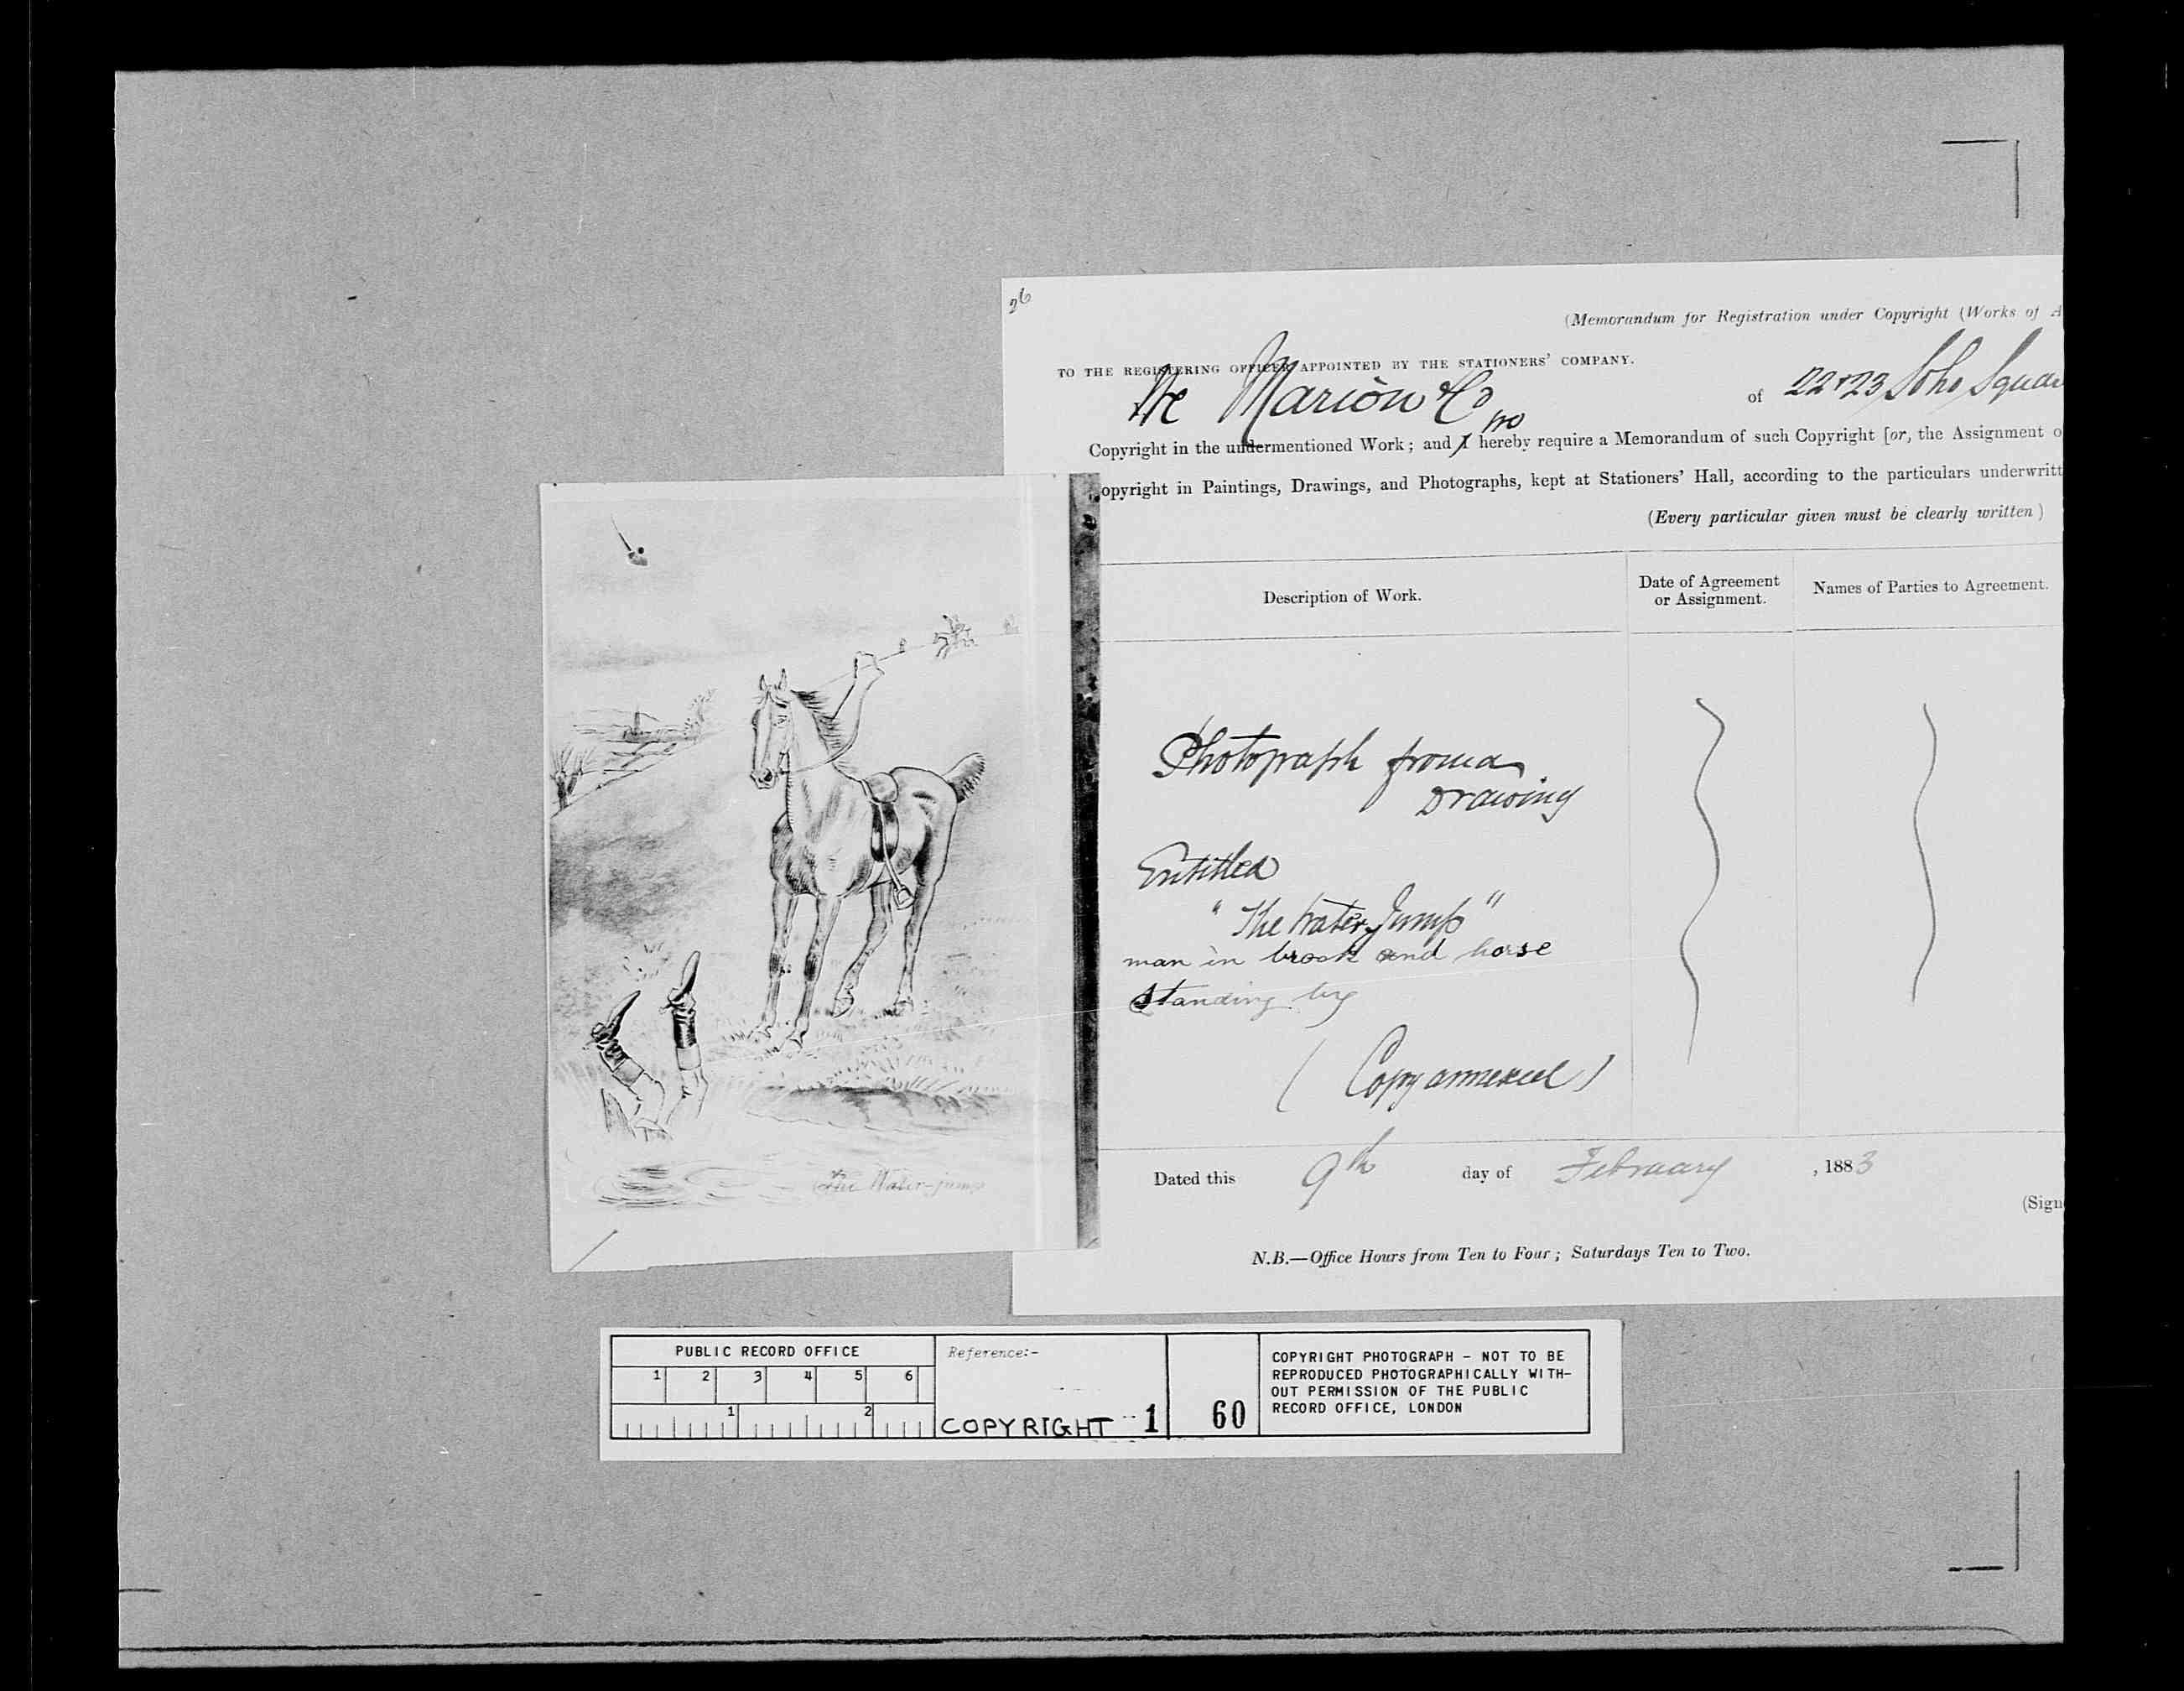 26
(Memorandum for Registration under Copyright (Works of A
TO THE REGISTERING OFFICER APPOINTED BY THE STATIONERS' COMPANY.
We Marion & Co of 22 & 23 Soho Squar
Copyright in the undermentioned Work; and I we hereby require a Memorandum of such Copyright [or, the Assignment o
opyright in Paintings, Drawings, and Photographs, kept at Stationers' Hall, according to the particulars underwritt
(Every particular given must be clearly written)
Description of Work.
Date of Agreement
or Assignment.
Names of Parties to Agreement.
Photograph from a
Drawing
Entitled
"The Water Jump"
man in brook and horse
standing by
(Copy annexed)
Dated this 9th day of February, 1883
(Sign
N.B.—Office Hours from Ten to Four; Saturdays Ten to Two.
The Water-jump
PUBLIC RECORD OFFICE
1 2 3 4 5 6
1 2
Reference:-
COPYRIGHT 1
60
COPYRIGHT PHOTOGRAPH - NOT TO BE
REPRODUCED PHOTOGRAPHICALLY WITH-
OUT PERMISSION OF THE PUBLIC
RECORD OFFICE, LONDON